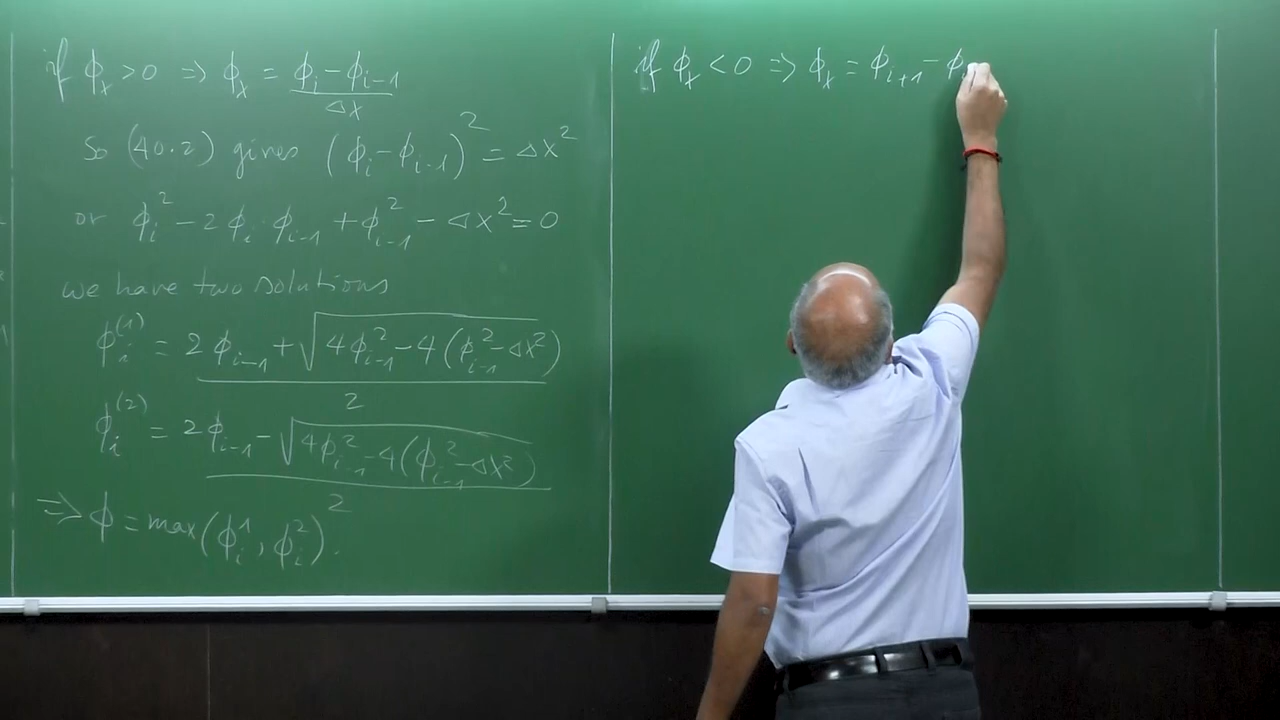 if ϕₓ > 0 ⇒ ϕₓ = (ϕᵢ − ϕᵢ₋₁) / Δx
So (40.2) gives (ϕᵢ − ϕᵢ₋₁)² = Δx²
or ϕᵢ² − 2ϕᵢ ϕᵢ₋₁ + ϕᵢ₋₁² − Δx² = 0
we have two solutions
ϕᵢ⁽¹⁾ = (2ϕᵢ₋₁ + √(4ϕᵢ₋₁² − 4(ϕᵢ₋₁² − Δx²))) / 2
ϕᵢ⁽²⁾ = (2ϕᵢ₋₁ − √(4ϕᵢ₋₁² − 4(ϕᵢ₋₁² − Δx²))) / 2
⇒ ϕ = max(ϕᵢ¹, ϕᵢ²).
if ϕₓ < 0 ⇒ ϕₓ = ϕᵢ₊₁ − ϕ